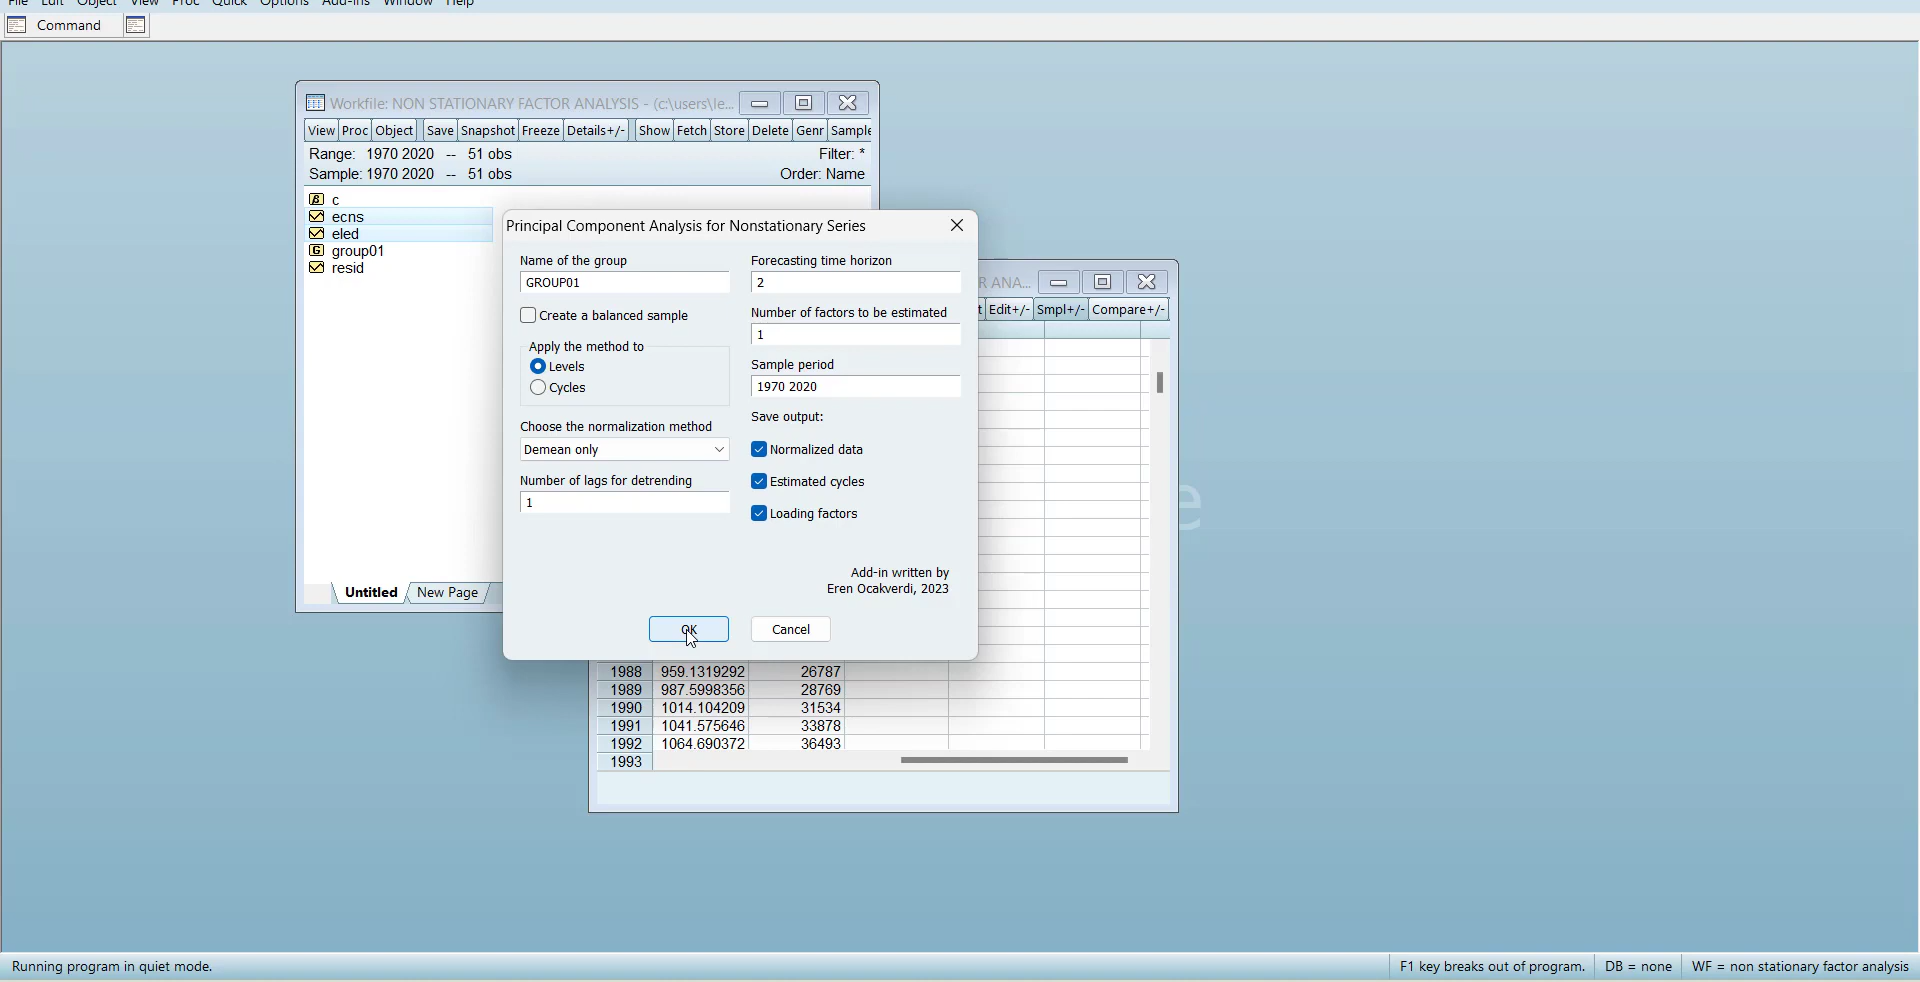 File Edit Object View Proc Quick Options Add-ins Window Help
Command
Workfile: NON STATIONARY FACTOR ANALYSIS - (c:\users\le...
View Proc Object Save Snapshot Freeze Details+/- Show Fetch Store Delete Genr Sample
Range: 1970 2020 -- 51 obs
Filter: *
Sample: 1970 2020 -- 51 obs
Order: Name
c
ecns
eled
group01
resid
Untitled New Page
Principal Component Analysis for Nonstationary Series
Name of the group
GROUP01
Create a balanced sample
Apply the method to
Levels
Cycles
Choose the normalization method
Demean only
Number of lags for detrending
1
Forecasting time horizon
2
Number of factors to be estimated
1
Sample period
1970 2020
Save output:
Normalized data
Estimated cycles
Loading factors
Add-in written by
Eren Ocakverdi, 2023
OK Cancel
R ANA...
t Edit+/- Smpl+/- Compare+/-
1988 959.1319292 26787
1989 987.5998356 28769
1990 1014.104209 31534
1991 1041.575646 33878
1992 1064.690372 36493
1993
e
Running program in quiet mode.
F1 key breaks out of program. DB = none WF = non stationary factor analysis